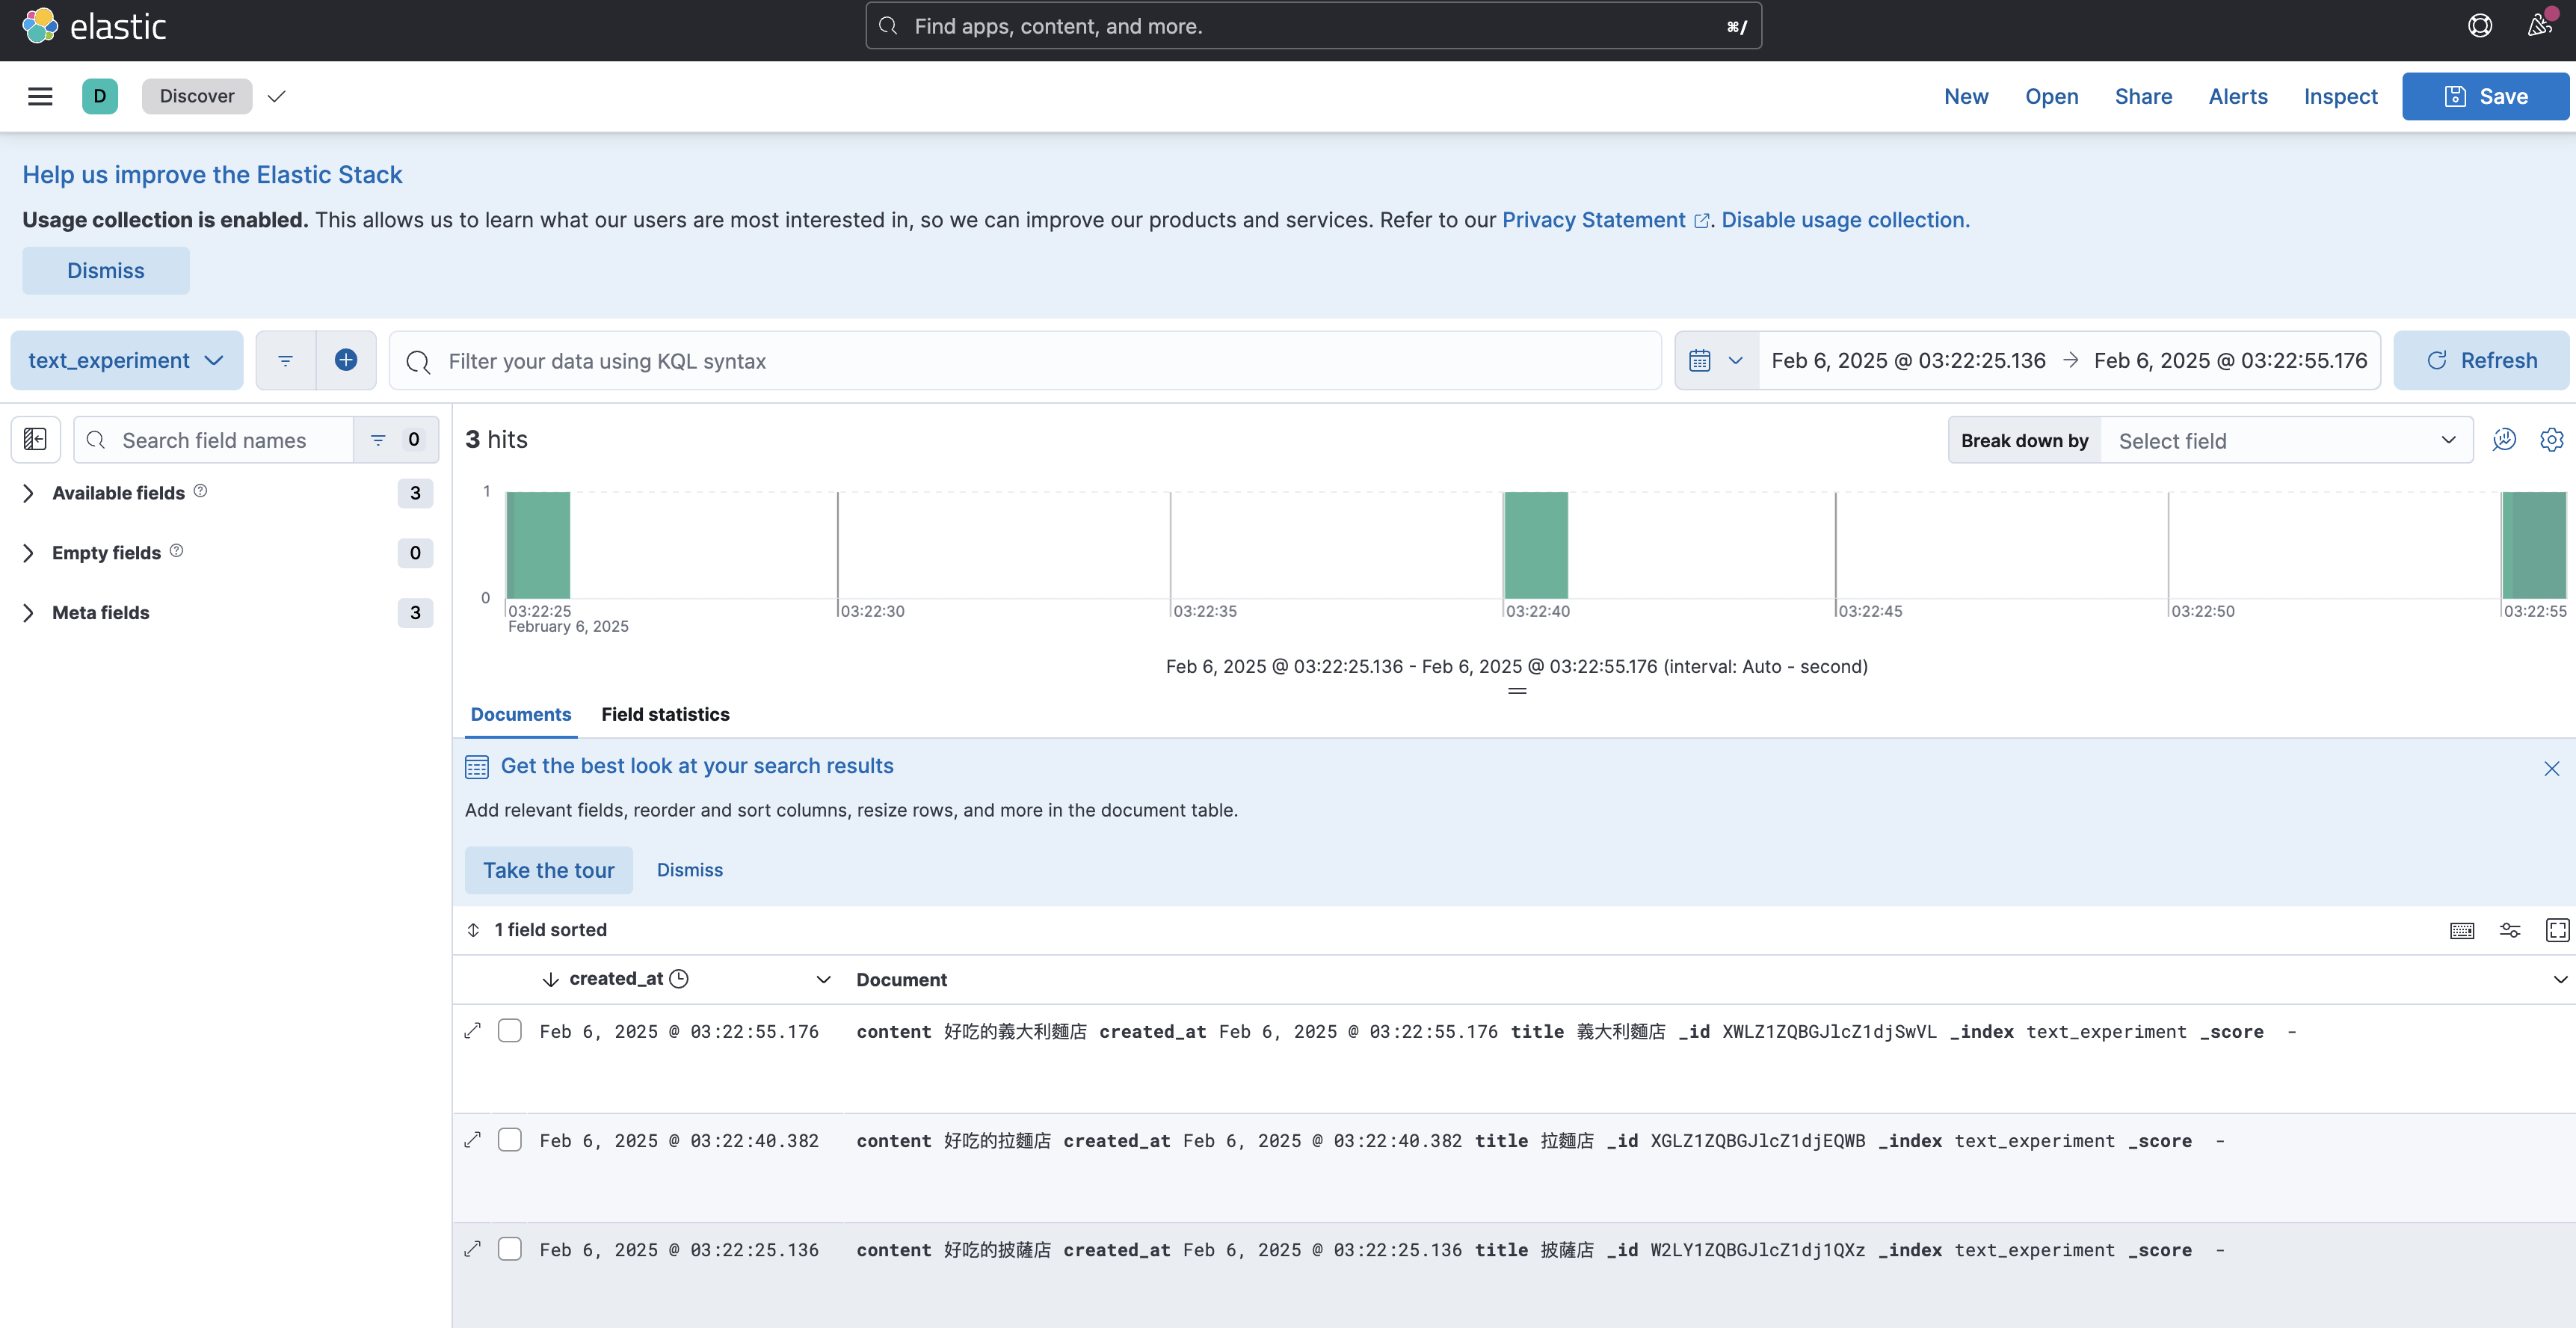 elastic
Find apps, content, and more.
⌘/
D
Discover
New
Open
Share
Alerts
Inspect
Save
Help us improve the Elastic Stack
Usage collection is enabled. This allows us to learn what our users are most interested in, so we can improve our products and services. Refer to our Privacy Statement. Disable usage collection.
Dismiss
text_experiment
Filter your data using KQL syntax
Feb 6, 2025 @ 03:22:25.136 → Feb 6, 2025 @ 03:22:55.176
Refresh
Search field names
0
3 hits
Break down by
Select field
Available fields
3
Empty fields
0
Meta fields
3
1
0
03:22:25
03:22:30
03:22:35
03:22:40
03:22:45
03:22:50
03:22:55
February 6, 2025
Feb 6, 2025 @ 03:22:25.136 - Feb 6, 2025 @ 03:22:55.176 (interval: Auto - second)
Documents
Field statistics
Get the best look at your search results
Add relevant fields, reorder and sort columns, resize rows, and more in the document table.
Take the tour
Dismiss
1 field sorted
created_at
Document
Feb 6, 2025 @ 03:22:55.176 content 好吃的義大利麵店 created_at Feb 6, 2025 @ 03:22:55.176 title 義大利麵店 _id XWLZ1ZQBGJlcZ1djSwVL _index text_experiment _score -
Feb 6, 2025 @ 03:22:40.382 content 好吃的拉麵店 created_at Feb 6, 2025 @ 03:22:40.382 title 拉麵店 _id XGLZ1ZQBGJlcZ1djEQWB _index text_experiment _score -
Feb 6, 2025 @ 03:22:25.136 content 好吃的披薩店 created_at Feb 6, 2025 @ 03:22:25.136 title 披薩店 _id W2LY1ZQBGJlcZ1dj1QXz _index text_experiment _score -